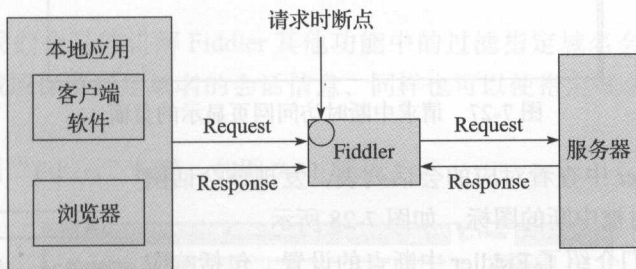 请求时断点
本地应用
客户端
软件
浏览器
Request
Response
Fiddler
Request
Response
服务器